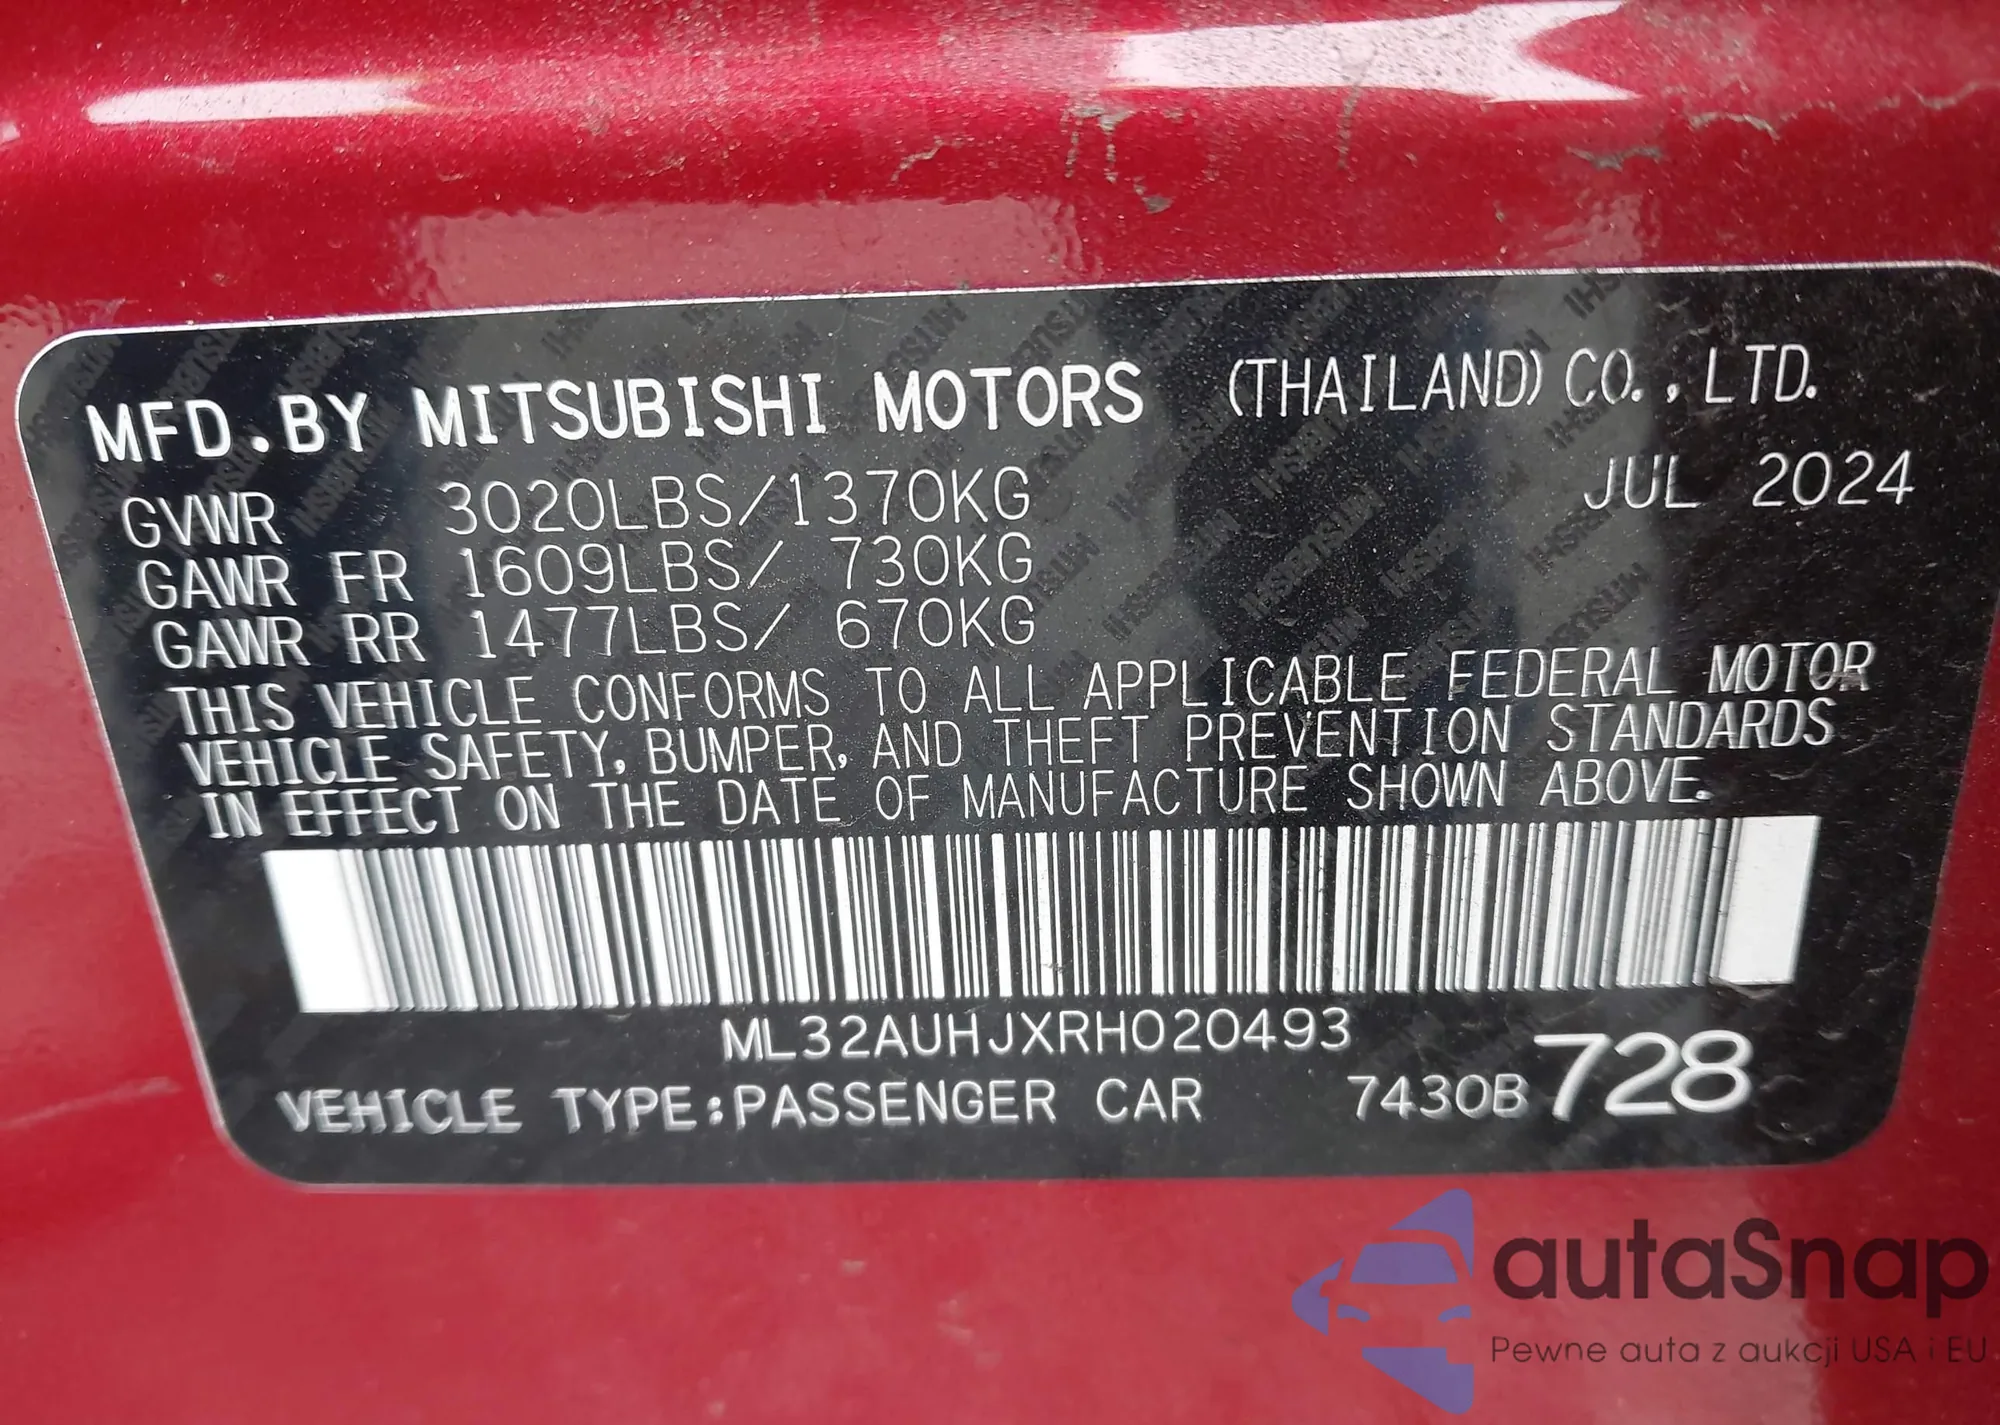 MFD.BY MITSUBISHI MOTORS (THAILAND) CO.,LTD.
GVWR 3020LBS/1370KG JUL 2024
GAWR FR 1609LBS/ 730KG
GAWR RR 1477LBS/ 670KG
THIS VEHICLE CONFORMS TO ALL APPLICABLE FEDERAL MOTOR
VEHICLE SAFETY, BUMPER, AND THEFT PREVENTION STANDARDS
IN EFFECT ON THE DATE OF MANUFACTURE SHOWN ABOVE.
ML32AUHJXRH020493
VEHICLE TYPE:PASSENGER CAR 7430B 728
autaSnap
Pewne auta z aukcji USA i EU